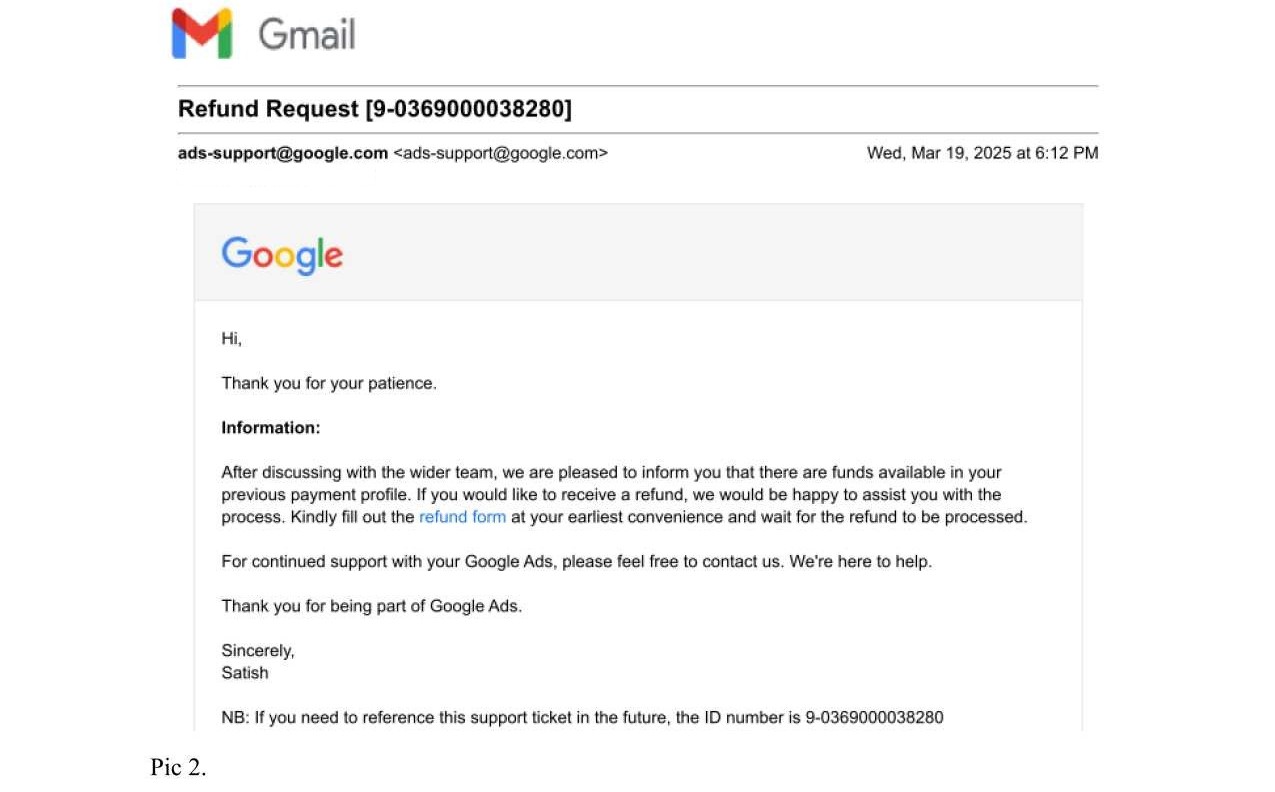 Gmail
Refund Request [9-0369000038280]
ads-support@google.com <ads-support@google.com> Wed, Mar 19, 2025 at 6:12 PM
Google
Hi,
Thank you for your patience.
Information:
After discussing with the wider team, we are pleased to inform you that there are funds available in your
previous payment profile. If you would like to receive a refund, we would be happy to assist you with the
process. Kindly fill out the refund form at your earliest convenience and wait for the refund to be processed.
For continued support with your Google Ads, please feel free to contact us. We're here to help.
Thank you for being part of Google Ads.
Sincerely,
Satish
NB: If you need to reference this support ticket in the future, the ID number is 9-0369000038280
Pic 2.